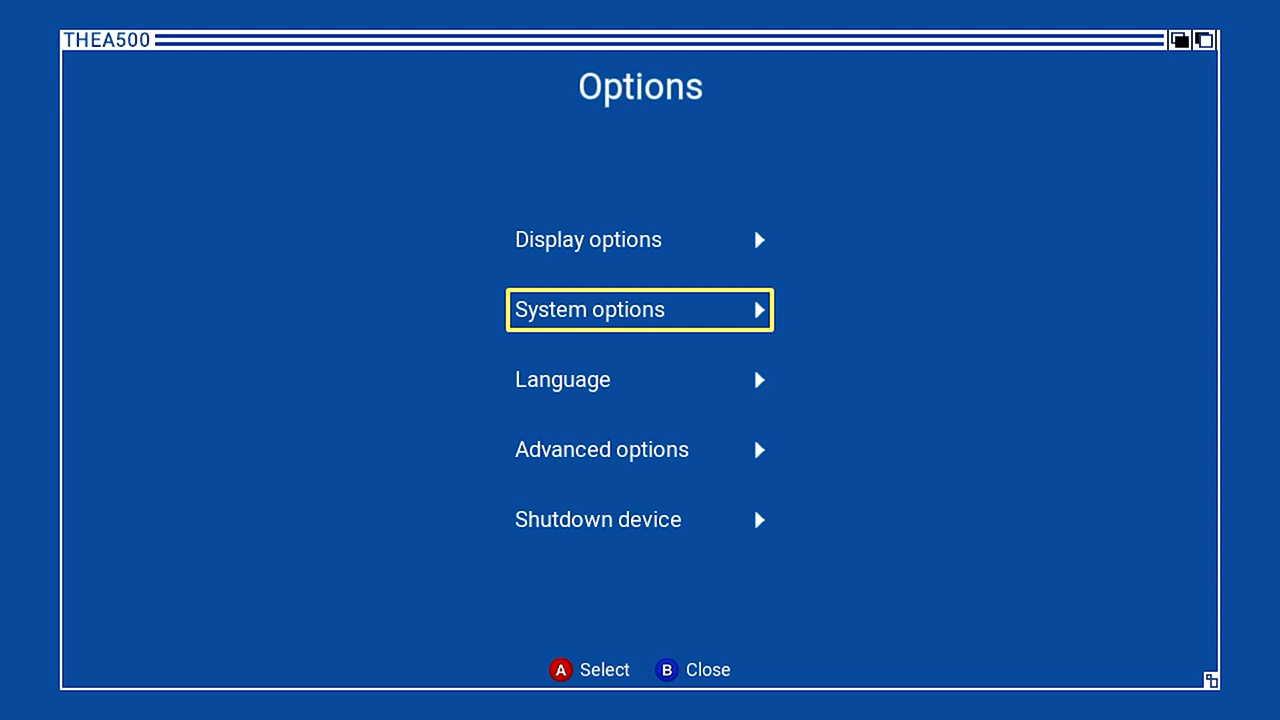 THEA500
Options
Display options
System options
Language
Advanced options
Shutdown device
A Select B Close